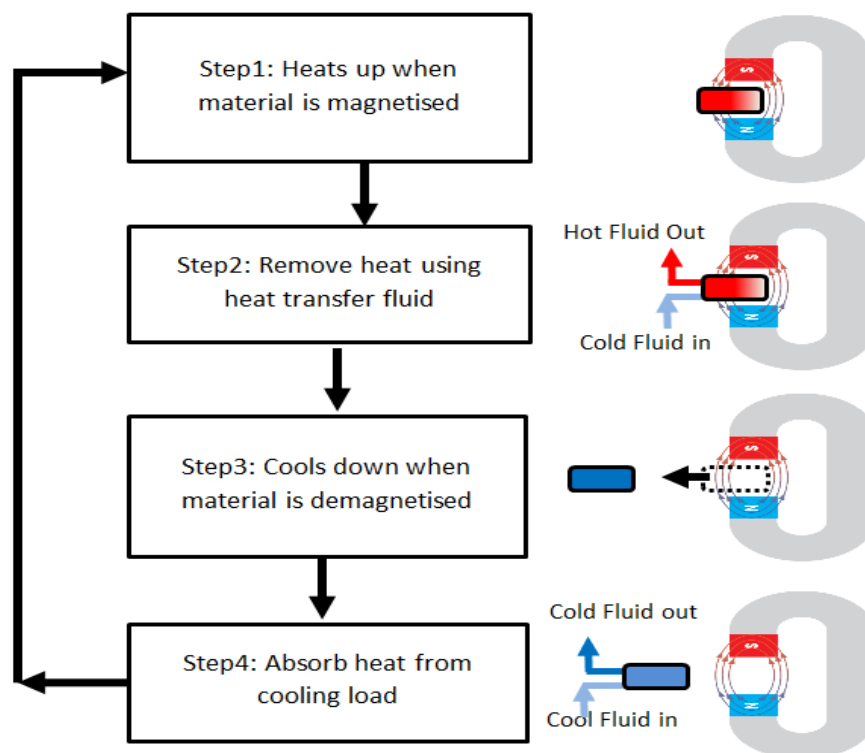 Step1: Heats up when
material is magnetised
S
N
Step2: Remove heat using
heat transfer fluid
Hot Fluid Out
S
N
Cold Fluid in
Step3: Cools down when
material is demagnetised
S
N
Step4: Absorb heat from
cooling load
Cold Fluid out
S
N
Cool Fluid in